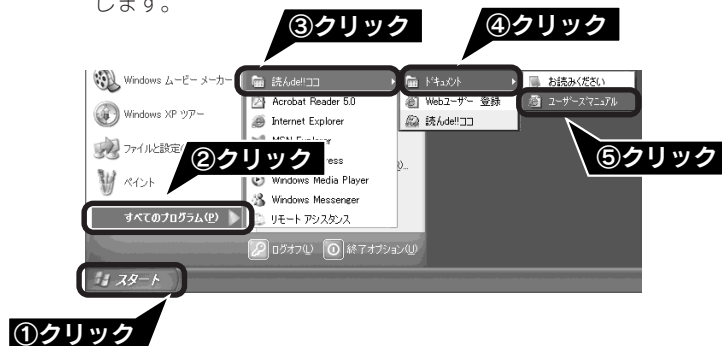 します。
③クリック
④クリック
Windows ムービー メーカー
読んde!!ココ
ドキュメント
お読みください
Acrobat Reader 5.0
Webユーザー 登録
ユーザーズマニュアル
Windows XP ツアー
Internet Explorer
読んde!!ココ
MSN Explorer
ファイルと設定
②クリック
⑤クリック
ペイント
Windows Media Player
Windows Messenger
すべてのプログラム(P)
リモート アシスタンス
ログオフ(L)
終了オプション(U)
スタート
①クリック